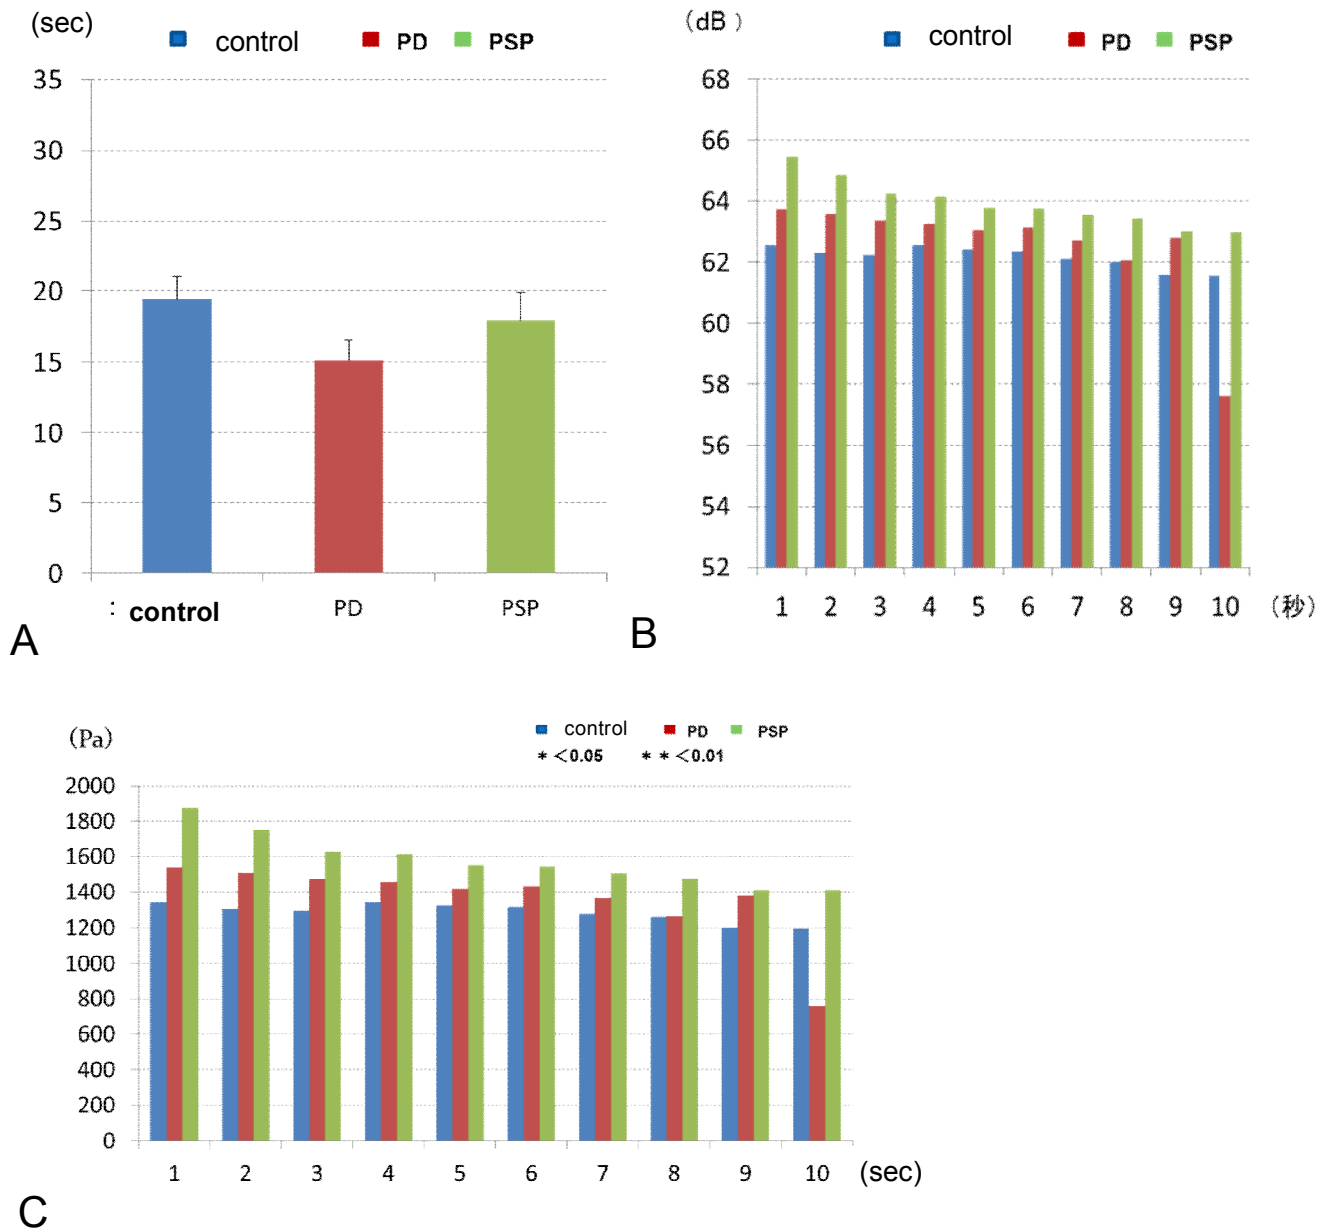 (sec)
control PD PSP
35
30
25
20
15
10
5
0
: control PD PSP
A
(dB)
control PD PSP
68
66
64
62
60
58
56
54
52
1 2 3 4 5 6 7 8 9 10 (秒)
B
(Pa)
control PD PSP
*<0.05 **<0.01
2000
1800
1600
1400
1200
1000
800
600
400
200
0
1 2 3 4 5 6 7 8 9 10 (sec)
C